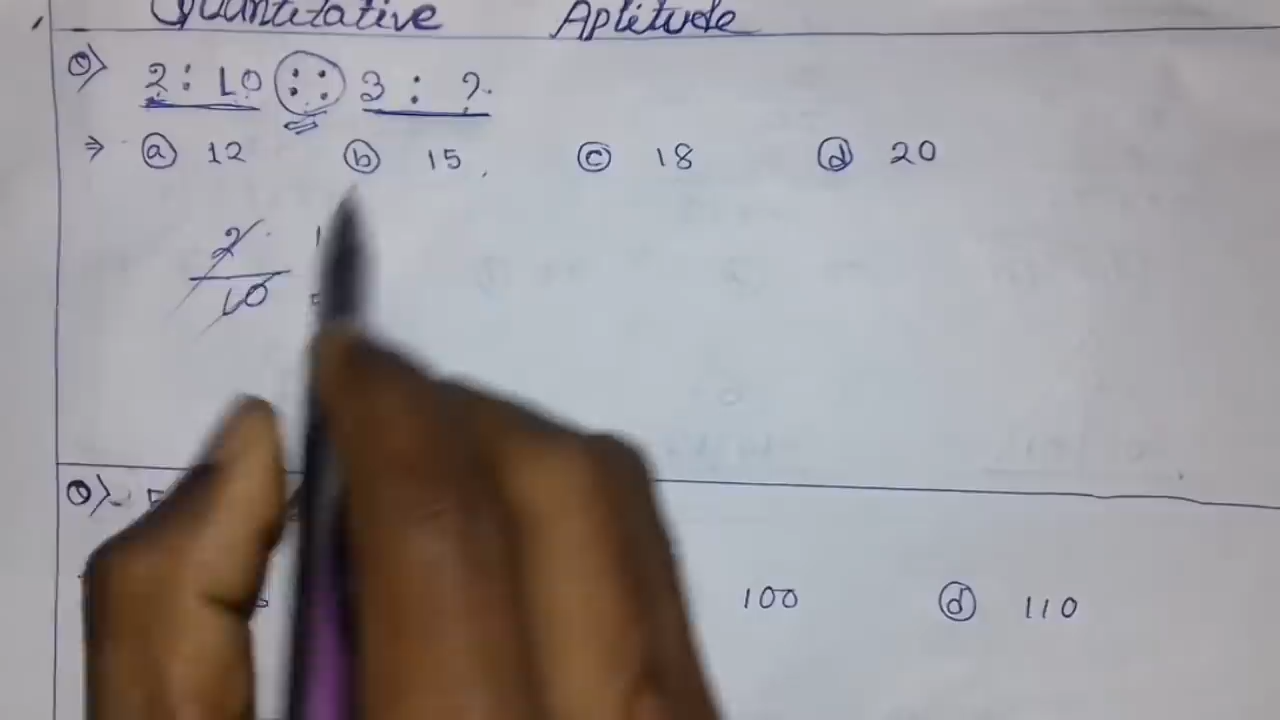 Quantitative Aptitude
Q> 2 : 10 :: 3 : ?
⇒ (a) 12 (b) 15, (c) 18 (d) 20
2
10
Q>
100 (d) 110